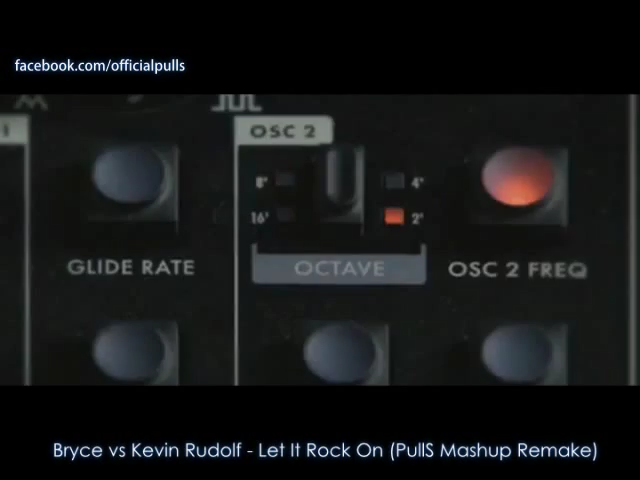 facebook.com/officialpulls
1
OSC 2
8' 4'
16' 2'
GLIDE RATE
OCTAVE
OSC 2 FREQ
Bryce vs Kevin Rudolf - Let It Rock On (PullS Mashup Remake)